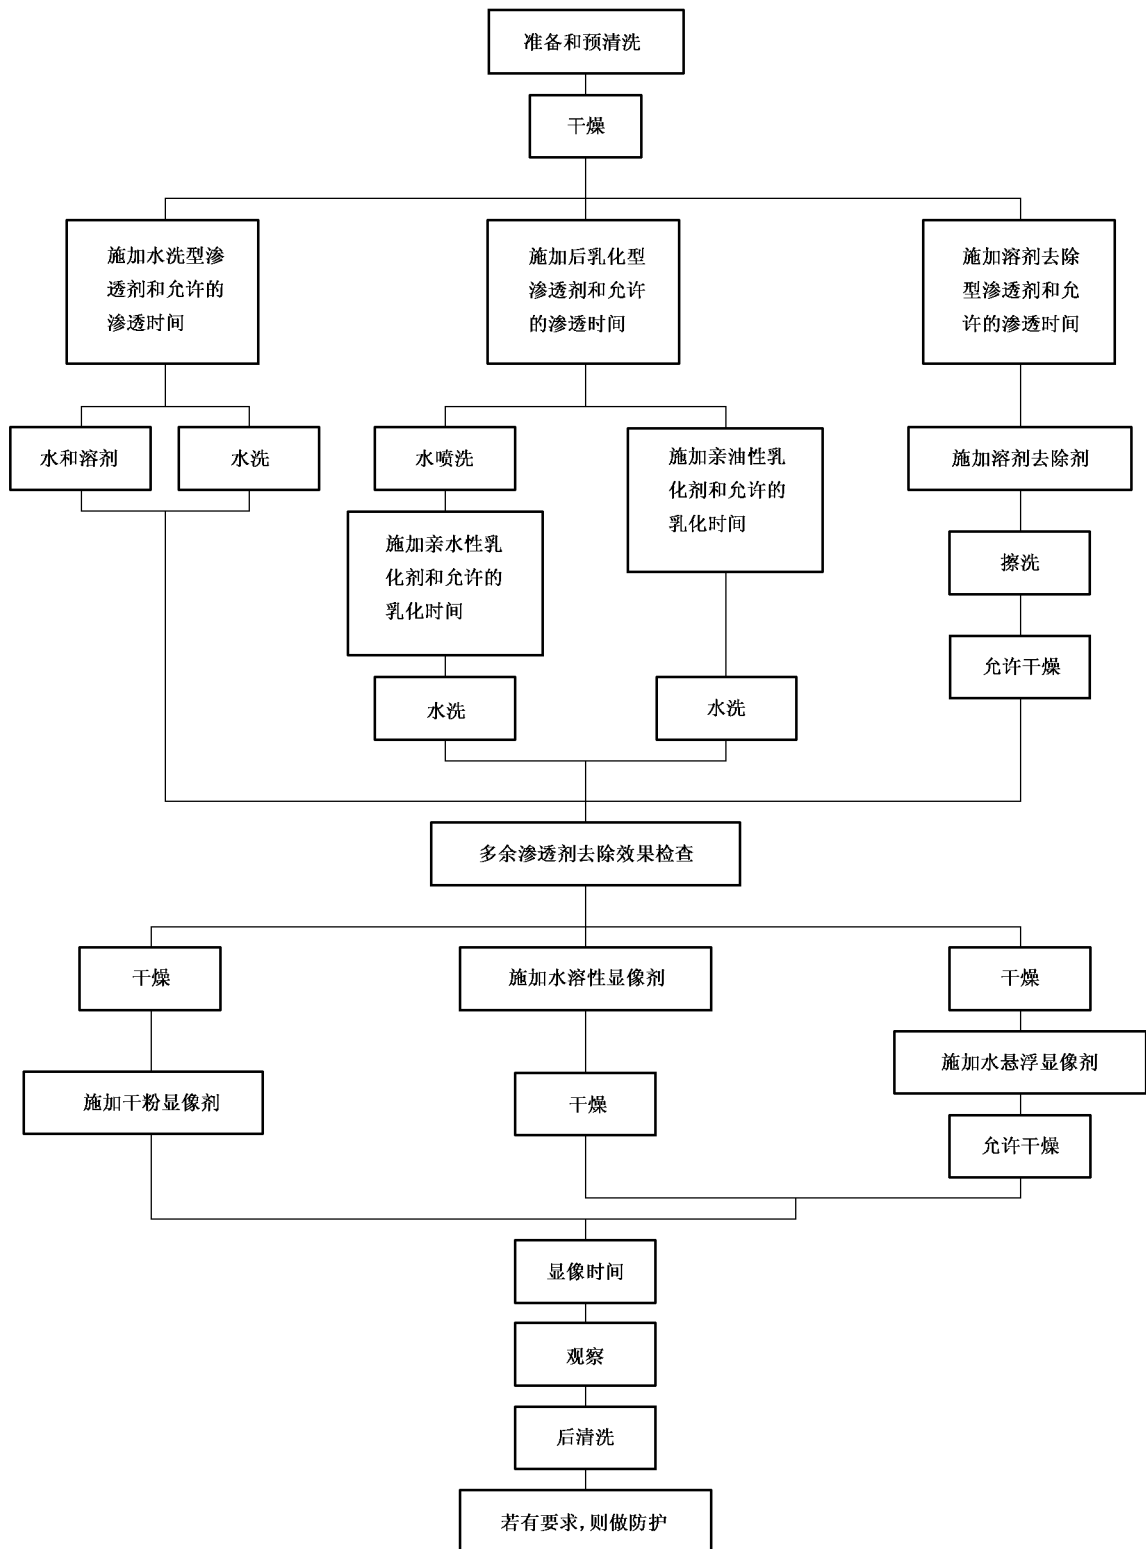 准备和预清洗
干燥
施加水洗型渗
透剂和允许的
渗透时间
施加后乳化型
渗透剂和允许
的渗透时间
施加溶剂去除
型渗透剂和允
许的渗透时间
水和溶剂
水洗
水喷洗
施加亲油性乳
化剂和允许的
乳化时间
施加溶剂去除剂
施加亲水性乳
化剂和允许的
乳化时间
擦洗
允许干燥
水洗
水洗
多余渗透剂去除效果检查
干燥
施加水溶性显像剂
干燥
施加干粉显像剂
干燥
施加水悬浮显像剂
允许干燥
显像时间
观察
后清洗
若有要求,则做防护